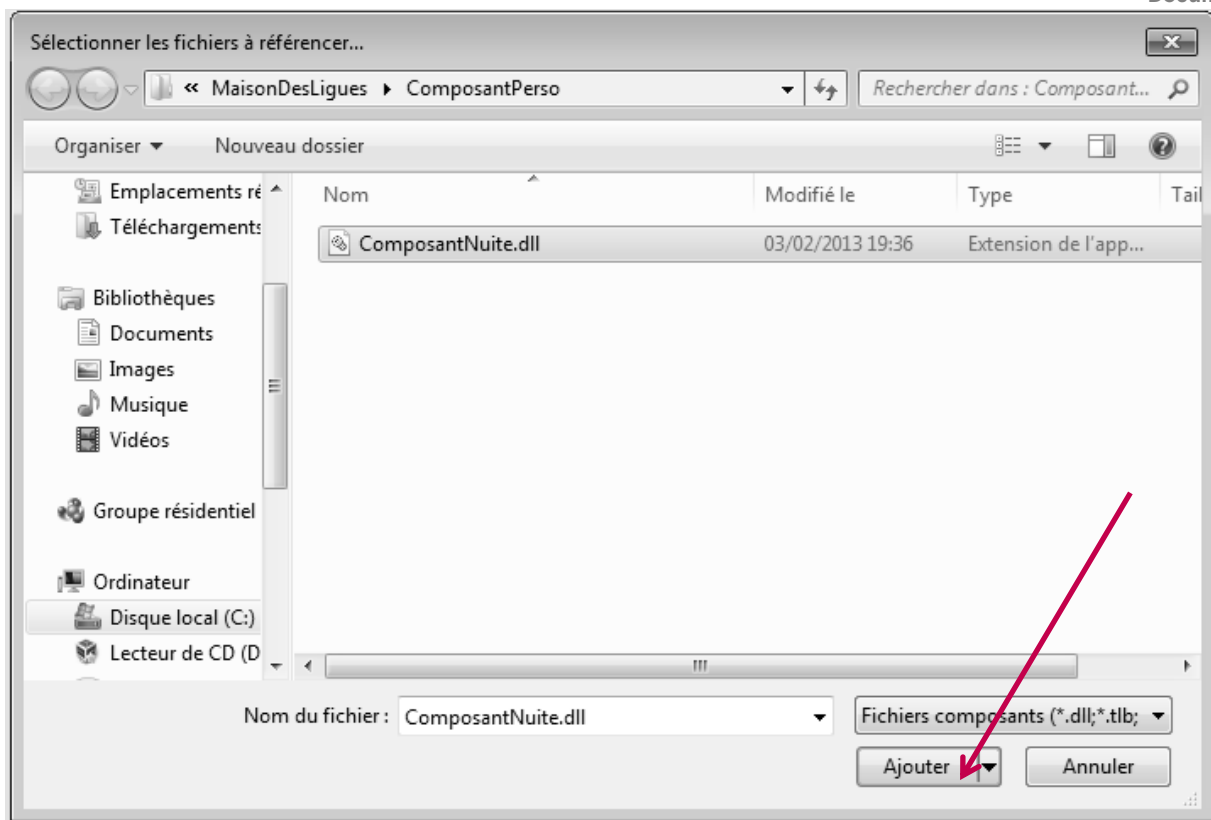 Sélectionner les fichiers à référencer...
« MaisonDesLigues ▸ ComposantPerso
Rechercher dans : Composant...
Organiser ▾ Nouveau dossier
Emplacements ré
Téléchargements
Bibliothèques
Documents
Images
Musique
Vidéos
Groupe résidentiel
Ordinateur
Disque local (C:)
Lecteur de CD (D
Nom Modifié le Type Tail
ComposantNuite.dll 03/02/2013 19:36 Extension de l'app...
Nom du fichier : ComposantNuite.dll
Fichiers composants (*.dll;*.tlb;
Ajouter Annuler